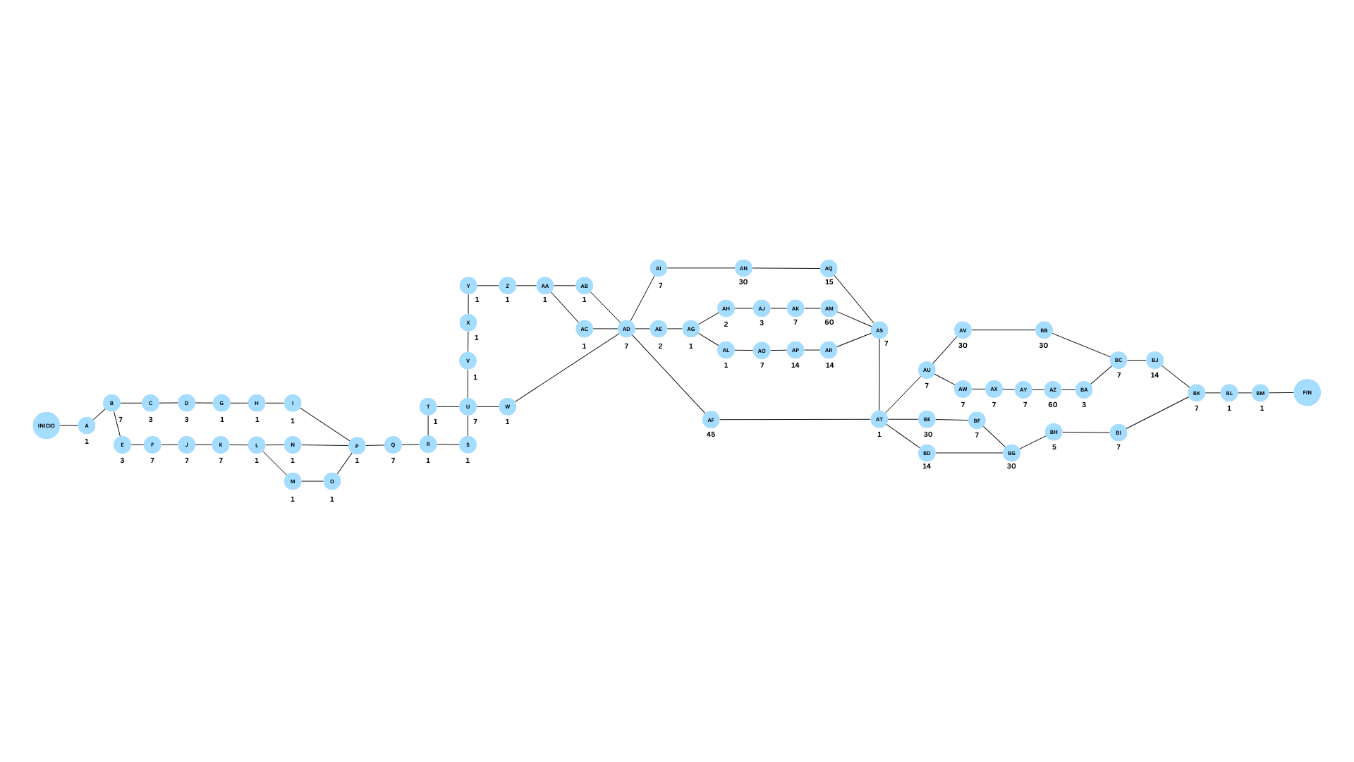 AI AN AQ
7 30 15
Y Z AA AB
1 1 1 1
AH AJ AK AM
2 3 7 60
X
1
AC AD AE AG
1 7 2 1
AS
7
AV BB
30 30
AL AO AP AR
1 7 14 14
V
1
AU
7
BC BJ
7 14
AW AX AY AZ BA
7 7 7 60 3
BK BL BM FIN
7 1 1
B C D G H I
7 3 3 1 1 1
T U W
1 7 1
AF
45
AT BE BF
1 30 7
INICIO A
1
BH BI
5 7
E F J K L N P Q R S
3 7 7 7 1 1 1 7 1 1
BD GG
14 30
M O
1 1